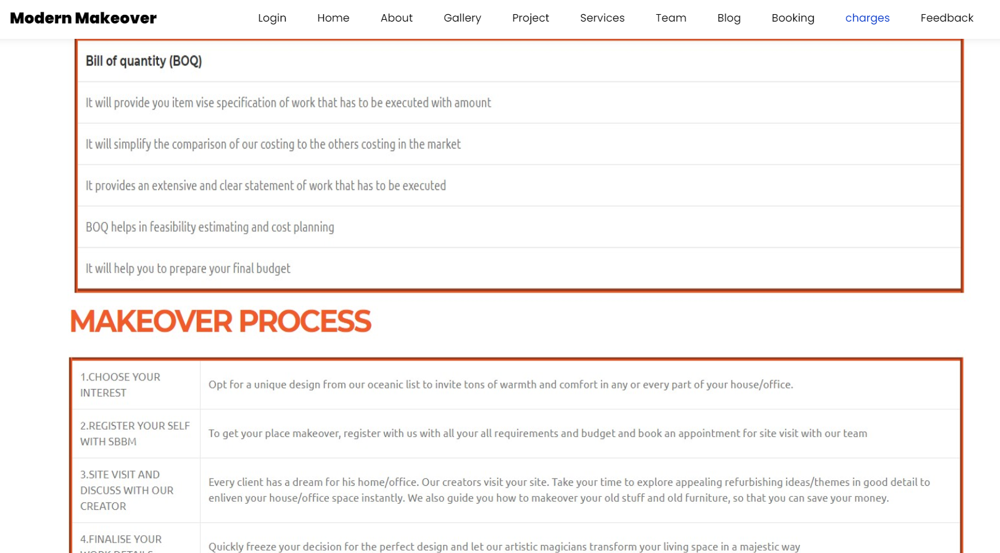 Modern Makeover Login Home About Gallery Project Services Team Blog Booking charges Feedback
Bill of quantity (BOQ)
It will provide you item vise specification of work that has to be executed with amount
It will simplify the comparison of our costing to the others costing in the market
It provides an extensive and clear statement of work that has to be executed
BOQ helps in feasibility estimating and cost planning
It will help you to prepare your final budget
MAKEOVER PROCESS
1.CHOOSE YOUR
INTEREST
Opt for a unique design from our oceanic list to invite tons of warmth and comfort in any or every part of your house/office.
2.REGISTER YOUR SELF
WITH SBBM
To get your place makeover, register with us with all your all requirements and budget and book an appointment for site visit with our team
3.SITE VISIT AND
DISCUSS WITH OUR
CREATOR
Every client has a dream for his home/office. Our creators visit your site. Take your time to explore appealing refurbishing ideas/themes in good detail to
enliven your house/office space instantly. We also guide you how to makeover your old stuff and old furniture, so that you can save your money.
4.FINALISE YOUR
WORK DETAILS
Quickly freeze your decision for the perfect design and let our artistic magicians transform your living space in a majestic way